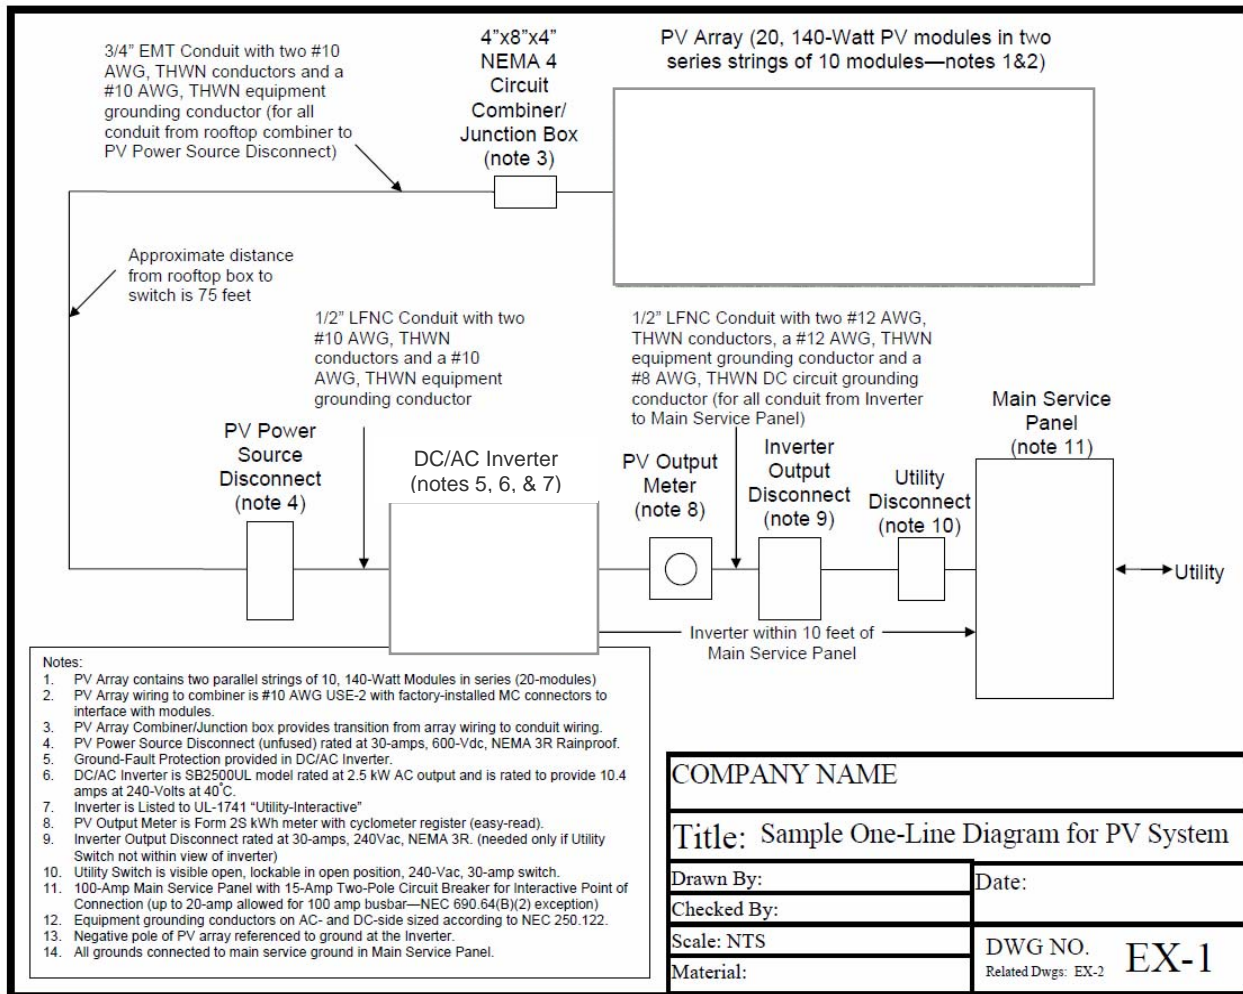 3/4" EMT Conduit with two #10
AWG, THWN conductors and a
#10 AWG, THWN equipment
grounding conductor (for all
conduit from rooftop combiner to
PV Power Source Disconnect)
4"x8"x4"
NEMA 4
Circuit
Combiner/
Junction Box
(note 3)
PV Array (20, 140-Watt PV modules in two
series strings of 10 modules—notes 1&2)
Approximate distance
from rooftop box to
switch is 75 feet
1/2" LFNC Conduit with two
#10 AWG, THWN
conductors and a #10
AWG, THWN equipment
grounding conductor
1/2" LFNC Conduit with two #12 AWG,
THWN conductors, a #12 AWG, THWN
equipment grounding conductor and a
#8 AWG, THWN DC circuit grounding
conductor (for all conduit from Inverter
to Main Service Panel)
PV Power
Source
Disconnect
(note 4)
DC/AC Inverter
(notes 5, 6, & 7)
PV Output
Meter
(note 8)
Inverter
Output
Disconnect
(note 9)
Utility
Disconnect
(note 10)
Main Service
Panel
(note 11)
Utility
Inverter within 10 feet of
Main Service Panel
Notes:
1. PV Array contains two parallel strings of 10, 140-Watt Modules in series (20-modules)
2. PV Array wiring to combiner is #10 AWG USE-2 with factory-installed MC connectors to
interface with modules.
3. PV Array Combiner/Junction box provides transition from array wiring to conduit wiring.
4. PV Power Source Disconnect (unfused) rated at 30-amps, 600-Vdc, NEMA 3R Rainproof.
5. Ground-Fault Protection provided in DC/AC Inverter.
6. DC/AC Inverter is SB2500UL model rated at 2.5 kW AC output and is rated to provide 10.4
amps at 240-Volts at 40°C.
7. Inverter is Listed to UL-1741 "Utility-Interactive"
8. PV Output Meter is Form 2S kWh meter with cyclometer register (easy-read).
9. Inverter Output Disconnect rated at 30-amps, 240Vac, NEMA 3R. (needed only if Utility
Switch not within view of inverter)
10. Utility Switch is visible open, lockable in open position, 240-Vac, 30-amp switch.
11. 100-Amp Main Service Panel with 15-Amp Two-Pole Circuit Breaker for Interactive Point of
Connection (up to 20-amp allowed for 100 amp busbar—NEC 690.64(B)(2) exception)
12. Equipment grounding conductors on AC- and DC-side sized according to NEC 250.122.
13. Negative pole of PV array referenced to ground at the Inverter.
14. All grounds connected to main service ground in Main Service Panel.
COMPANY NAME
Title: Sample One-Line Diagram for PV System
Drawn By:
Date:
Checked By:
Scale: NTS
Material:
DWG NO. EX-1
Related Dwgs: EX-2